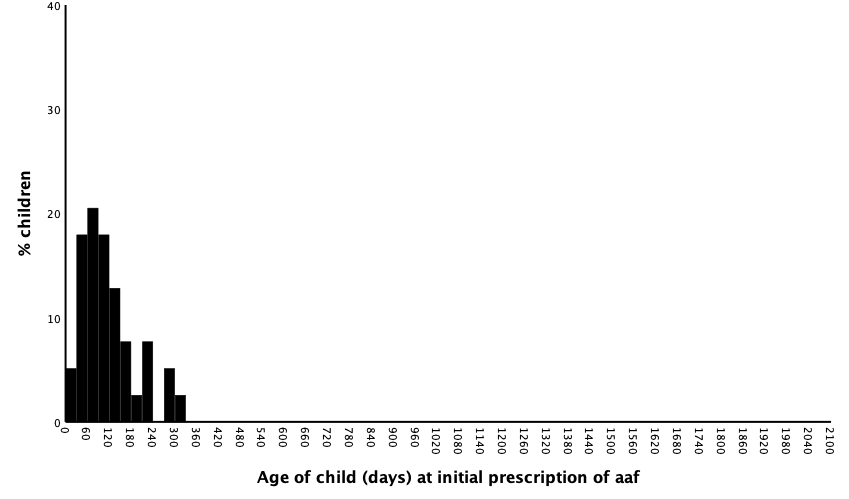 40
30
20
10
0
% children
0 60 120 180 240 300 360 420 480 540 600 660 720 780 840 900 960 1020 1080 1140 1200 1260 1320 1380 1440 1500 1560 1620 1680 1740 1800 1860 1920 1980 2040 2100
Age of child (days) at initial prescription of aaf